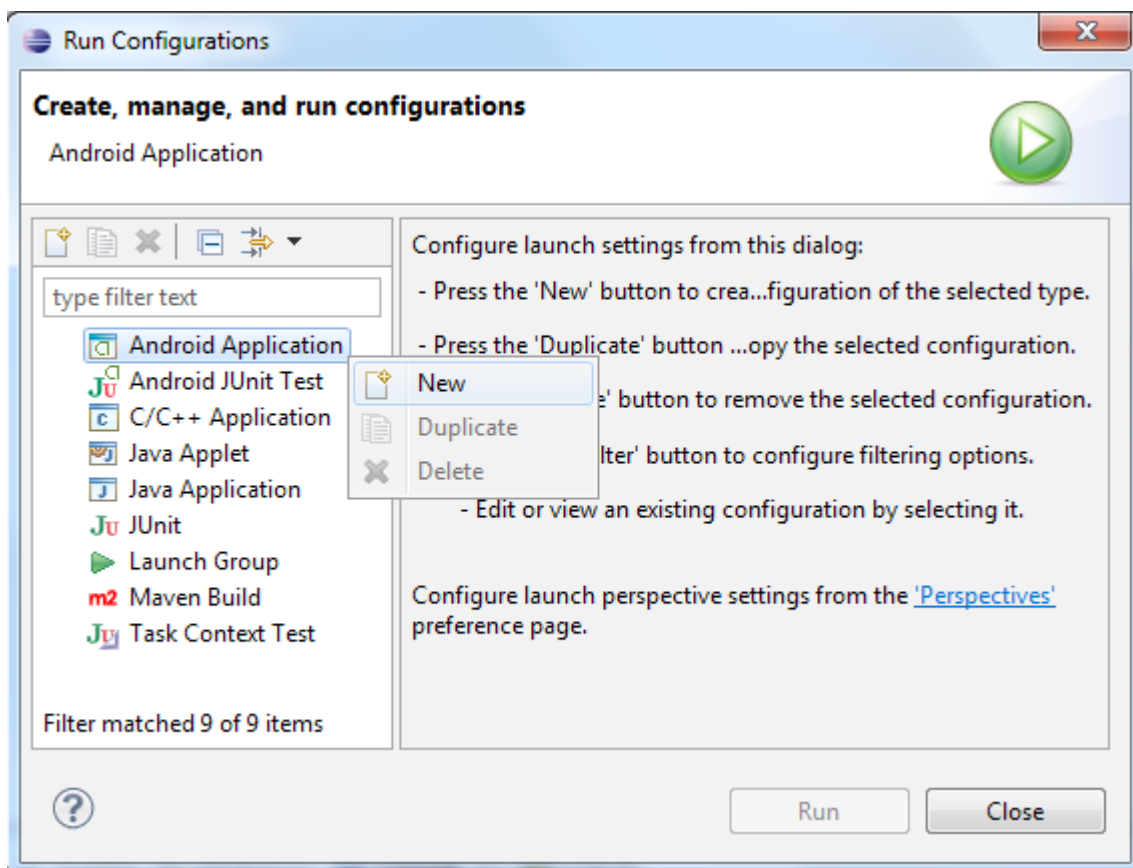 Run Configurations
Create, manage, and run configurations
Android Application
type filter text
Android Application
Android JUnit Test
C/C++ Application
Java Applet
Java Application
JUnit
Launch Group
m2 Maven Build
Task Context Test
Filter matched 9 of 9 items
New
Duplicate
Delete
Configure launch settings from this dialog:
- Press the 'New' button to crea...figuration of the selected type.
- Press the 'Duplicate' button ...opy the selected configuration.
' button to remove the selected configuration.
lter' button to configure filtering options.
- Edit or view an existing configuration by selecting it.
Configure launch perspective settings from the 'Perspectives'
preference page.
Run
Close